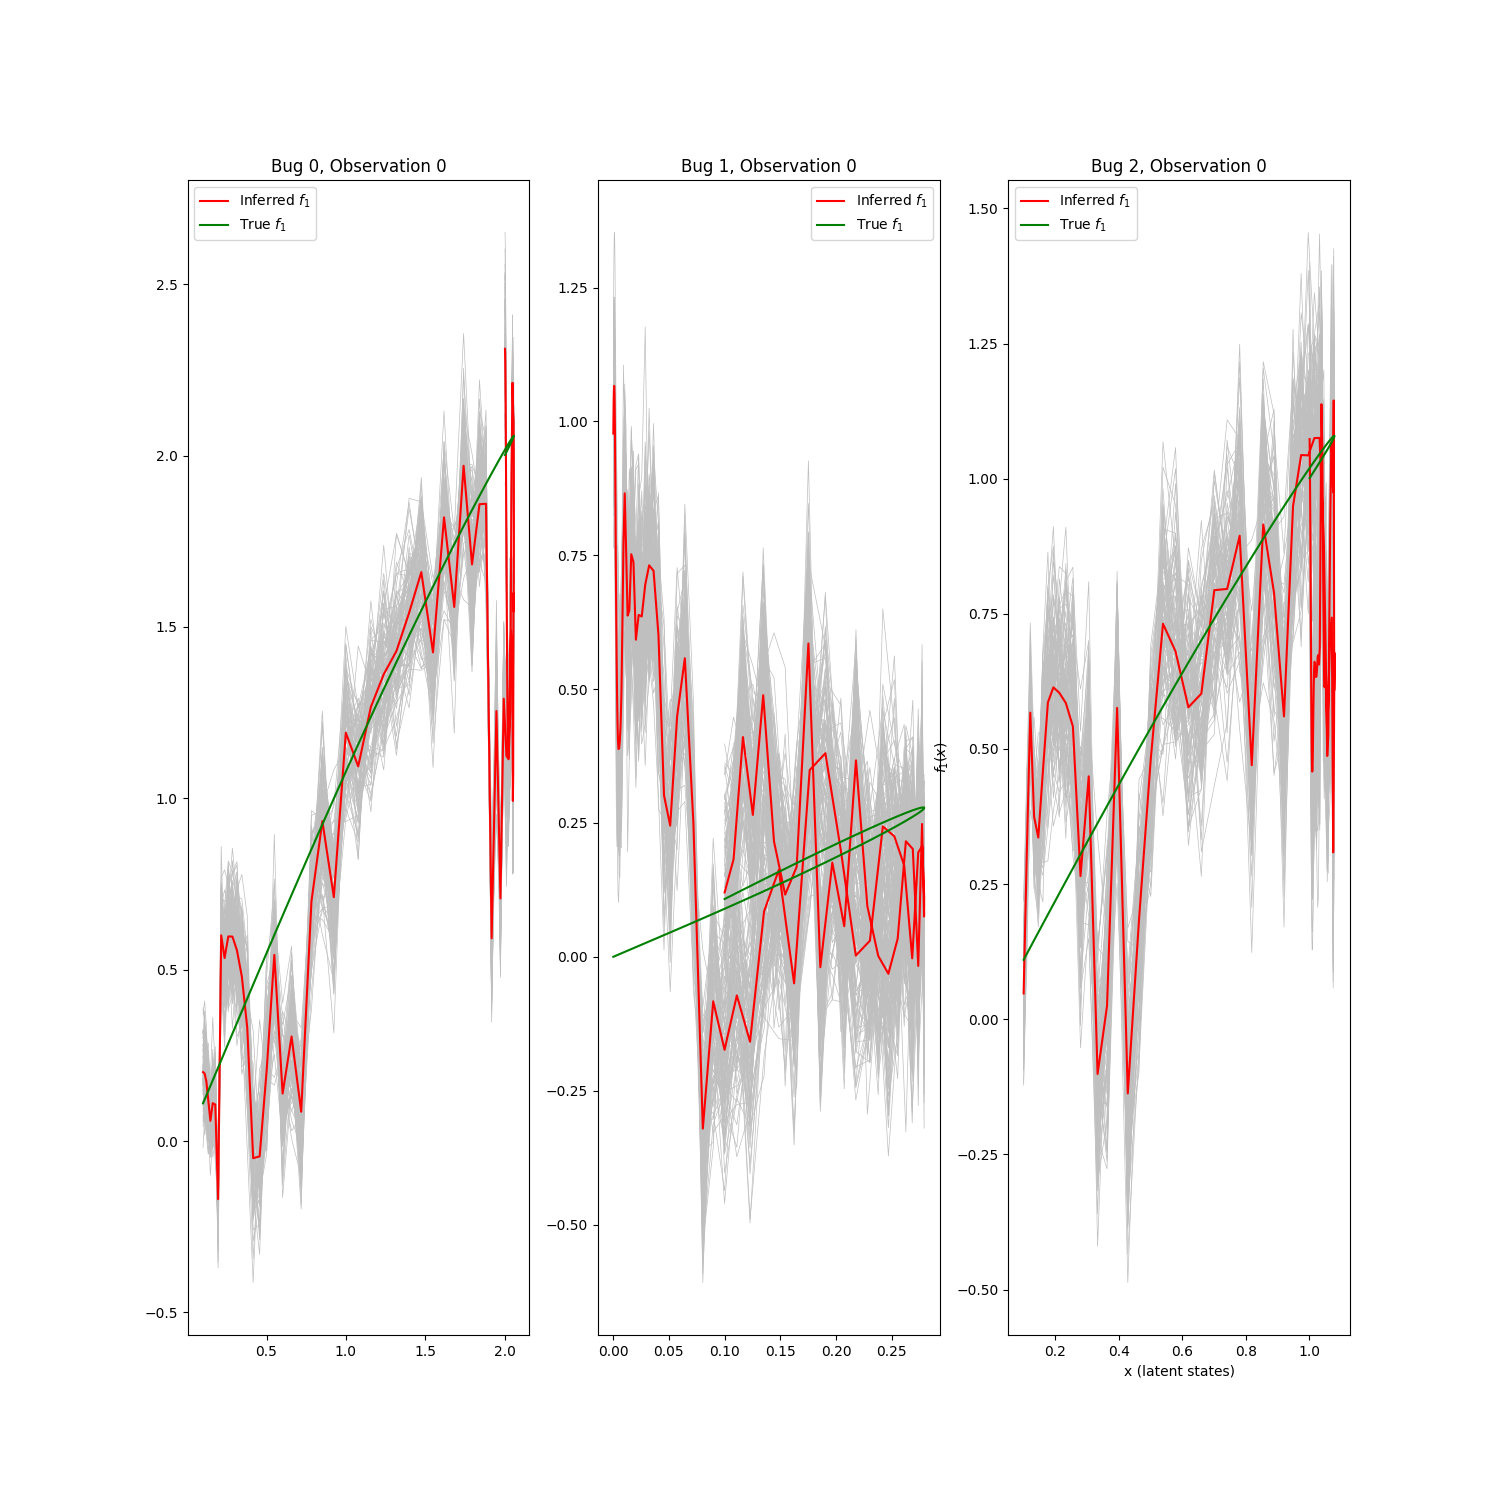 Bug 0, Observation 0
Inferred f₁
True f₁
2.5
2.0
1.5
1.0
0.5
0.0
−0.5
0.5 1.0 1.5 2.0
Bug 1, Observation 0
Inferred f₁
True f₁
1.25
1.00
0.75
0.50
0.25
0.00
−0.25
−0.50
0.00 0.05 0.10 0.15 0.20 0.25
Bug 2, Observation 0
Inferred f₁
True f₁
f₁(x)
1.50
1.25
1.00
0.75
0.50
0.25
0.00
−0.25
−0.50
0.2 0.4 0.6 0.8 1.0
x (latent states)